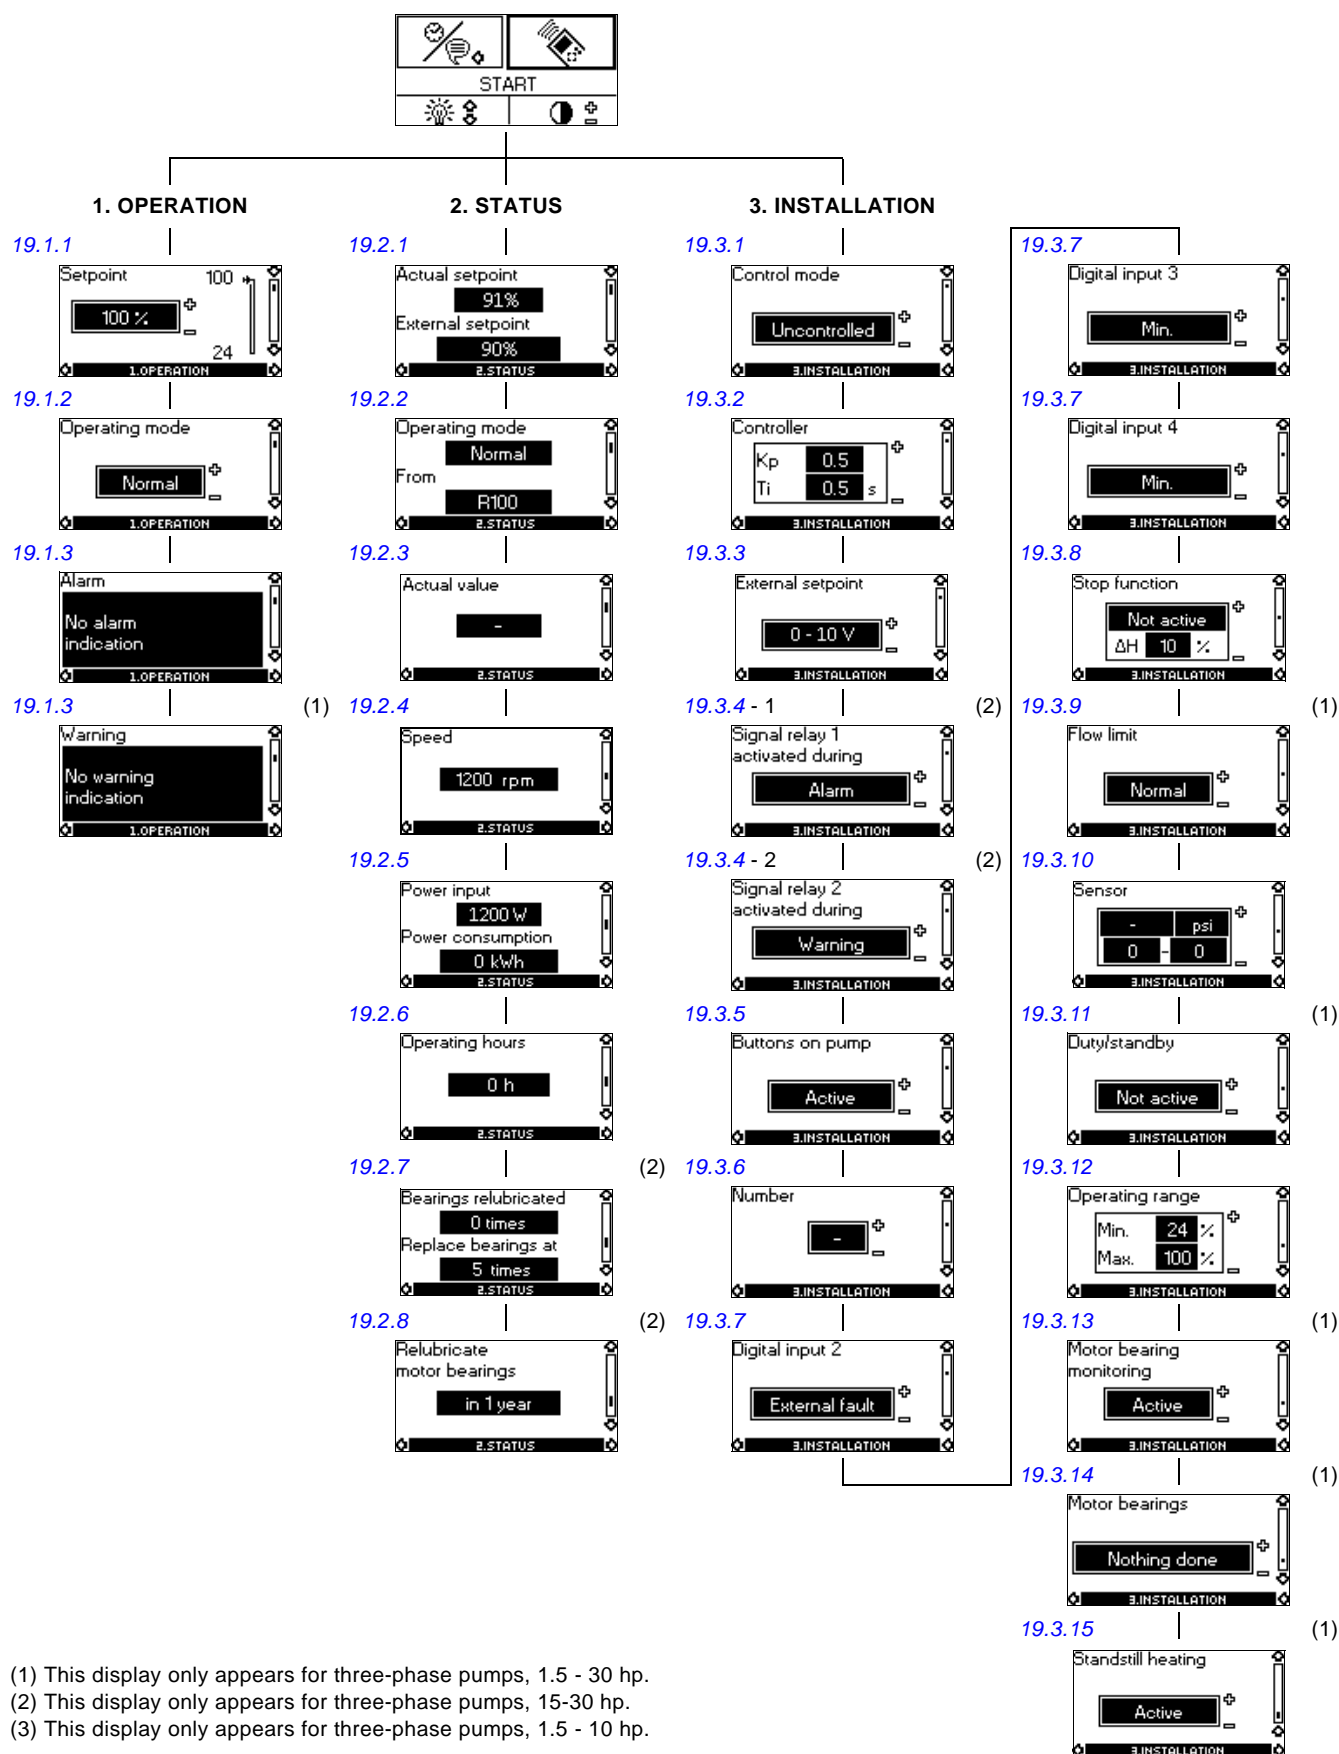 START
1. OPERATION
2. STATUS
3. INSTALLATION
19.1.1
Setpoint
100
100 %
24
1.OPERATION
19.1.2
Operating mode
Normal
1.OPERATION
19.1.3
Alarm
No alarm
indication
1.OPERATION
19.1.3
(1)
Warning
No warning
indication
1.OPERATION
19.2.1
Actual setpoint
91%
External setpoint
90%
2.STATUS
19.2.2
Operating mode
Normal
From
R100
2.STATUS
19.2.3
Actual value
-
2.STATUS
19.2.4
Speed
1200 rpm
2.STATUS
19.2.5
Power input
1200 W
Power consumption
0 kWh
2.STATUS
19.2.6
Operating hours
0 h
2.STATUS
19.2.7
(2)
Bearings relubricated
0 times
Replace bearings at
5 times
2.STATUS
19.2.8
(2)
Relubricate
motor bearings
in 1 year
2.STATUS
19.3.1
Control mode
Uncontrolled
3.INSTALLATION
19.3.2
Controller
Kp 0.5
Ti 0.5 s
3.INSTALLATION
19.3.3
External setpoint
0 - 10 V
3.INSTALLATION
19.3.4 - 1
(2)
Signal relay 1
activated during
Alarm
3.INSTALLATION
19.3.4 - 2
(2)
Signal relay 2
activated during
Warning
3.INSTALLATION
19.3.5
Buttons on pump
Active
3.INSTALLATION
19.3.6
Number
-
3.INSTALLATION
19.3.7
Digital input 2
External fault
3.INSTALLATION
19.3.7
Digital input 3
Min.
3.INSTALLATION
19.3.7
Digital input 4
Min.
3.INSTALLATION
19.3.8
Stop function
Not active
ΔH 10 %
3.INSTALLATION
19.3.9
(1)
Flow limit
Normal
3.INSTALLATION
19.3.10
Sensor
- psi
0 - 0
3.INSTALLATION
19.3.11
(1)
Duty/standby
Not active
3.INSTALLATION
19.3.12
Operating range
Min. 24 %
Max. 100 %
3.INSTALLATION
19.3.13
(1)
Motor bearing
monitoring
Active
3.INSTALLATION
19.3.14
(1)
Motor bearings
Nothing done
3.INSTALLATION
19.3.15
(1)
Standstill heating
Active
3.INSTALLATION
(1) This display only appears for three-phase pumps, 1.5 - 30 hp.
(2) This display only appears for three-phase pumps, 15-30 hp.
(3) This display only appears for three-phase pumps, 1.5 - 10 hp.